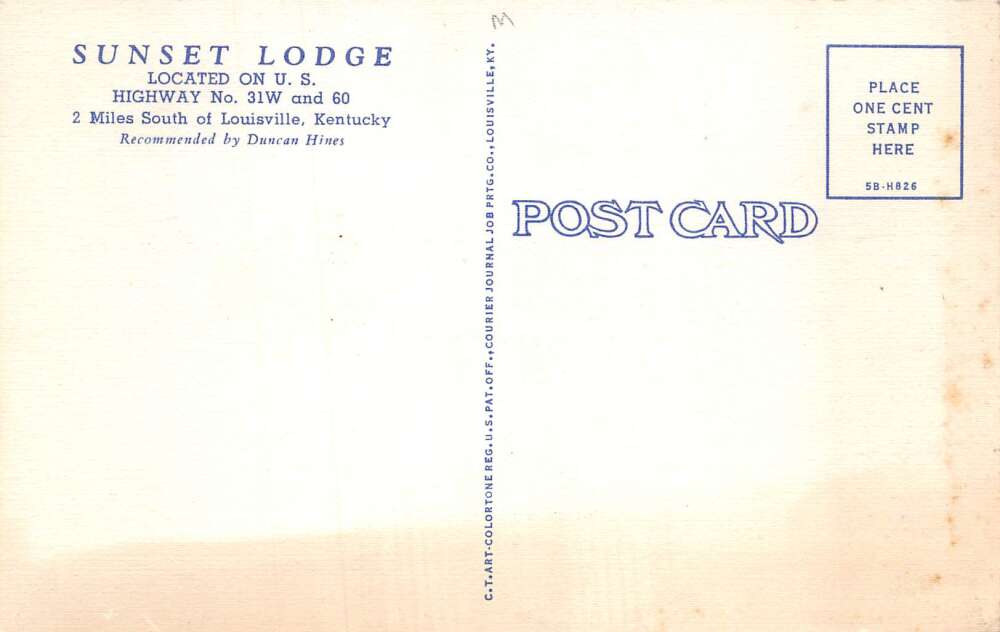 SUNSET LODGE
LOCATED ON U. S.
HIGHWAY No. 31W and 60
2 Miles South of Louisville, Kentucky
Recommended by Duncan Hines
M
C.T. ART-COLORTONE REG. U.S. PAT. OFF., COURIER JOURNAL JOB PRTG. CO., LOUISVILLE, KY.
POST CARD
PLACE
ONE CENT
STAMP
HERE
5B-H826